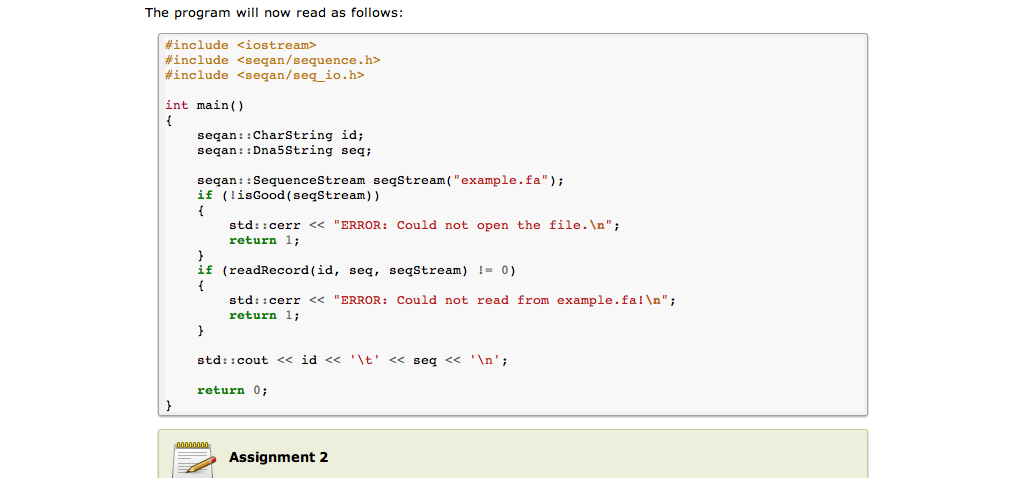 The program will now read as follows:
#include <iostream>
#include <seqan/sequence.h>
#include <seqan/seq_io.h>
int main()
{
    seqan::CharString id;
    seqan::Dna5String seq;
    seqan::SequenceStream seqStream("example.fa");
    if (!isGood(seqStream))
    {
        std::cerr << "ERROR: Could not open the file.\n";
        return 1;
    }
    if (readRecord(id, seq, seqStream) != 0)
    {
        std::cerr << "ERROR: Could not read from example.fa!\n";
        return 1;
    }
    std::cout << id << '\t' << seq << '\n';
    return 0;
}
Assignment 2